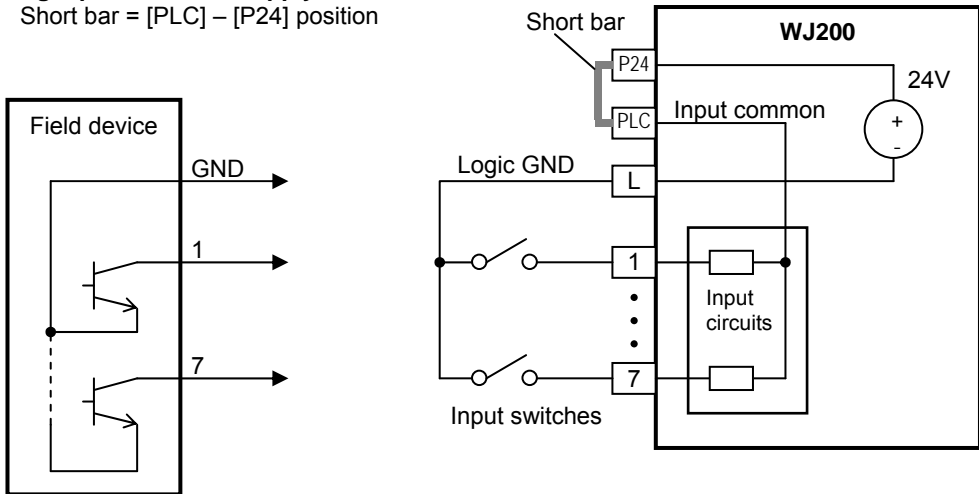 Short bar = [PLC] – [P24] position
Short bar
WJ200
P24
24V
PLC
Input common
+
-
Field device
GND
Logic GND
L
1
1
Input
circuits
7
7
Input switches